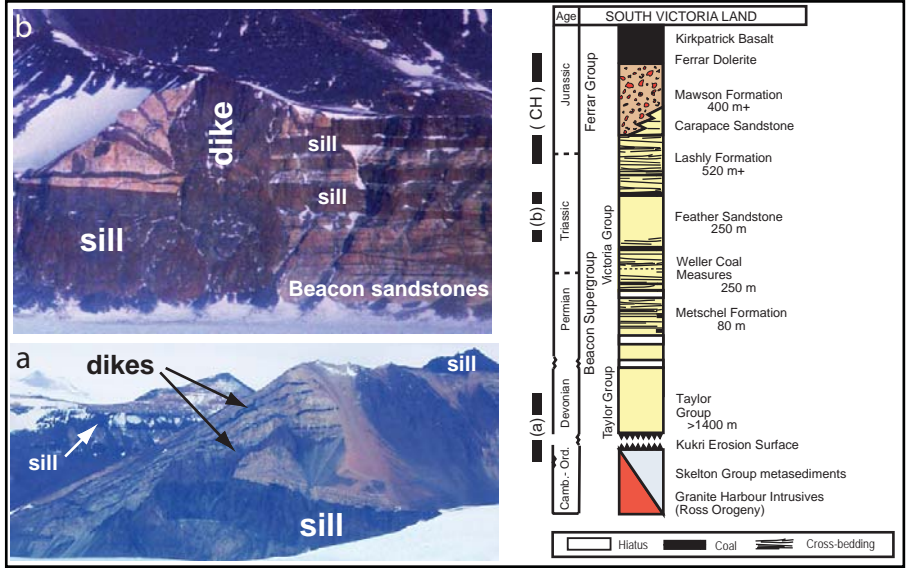 b
dike
sill
sill
sill
Beacon sandstones
a
dikes
sill
sill
sill
Age
SOUTH VICTORIA LAND
( CH )
(b)
(a)
Jurassic
Triassic
Permian
Devonian
Camb.- Ord.
Ferrar Group
Beacon Supergroup
Victoria Group
Taylor Group
Kirkpatrick Basalt
Ferrar Dolerite
Mawson Formation
400 m+
Carapace Sandstone
Lashly Formation
520 m+
Feather Sandstone
250 m
Weller Coal
Measures
250 m
Metschel Formation
80 m
Taylor
Group
>1400 m
Kukri Erosion Surface
Skelton Group metasediments
Granite Harbour Intrusives
(Ross Orogeny)
Hiatus
Coal
Cross-bedding